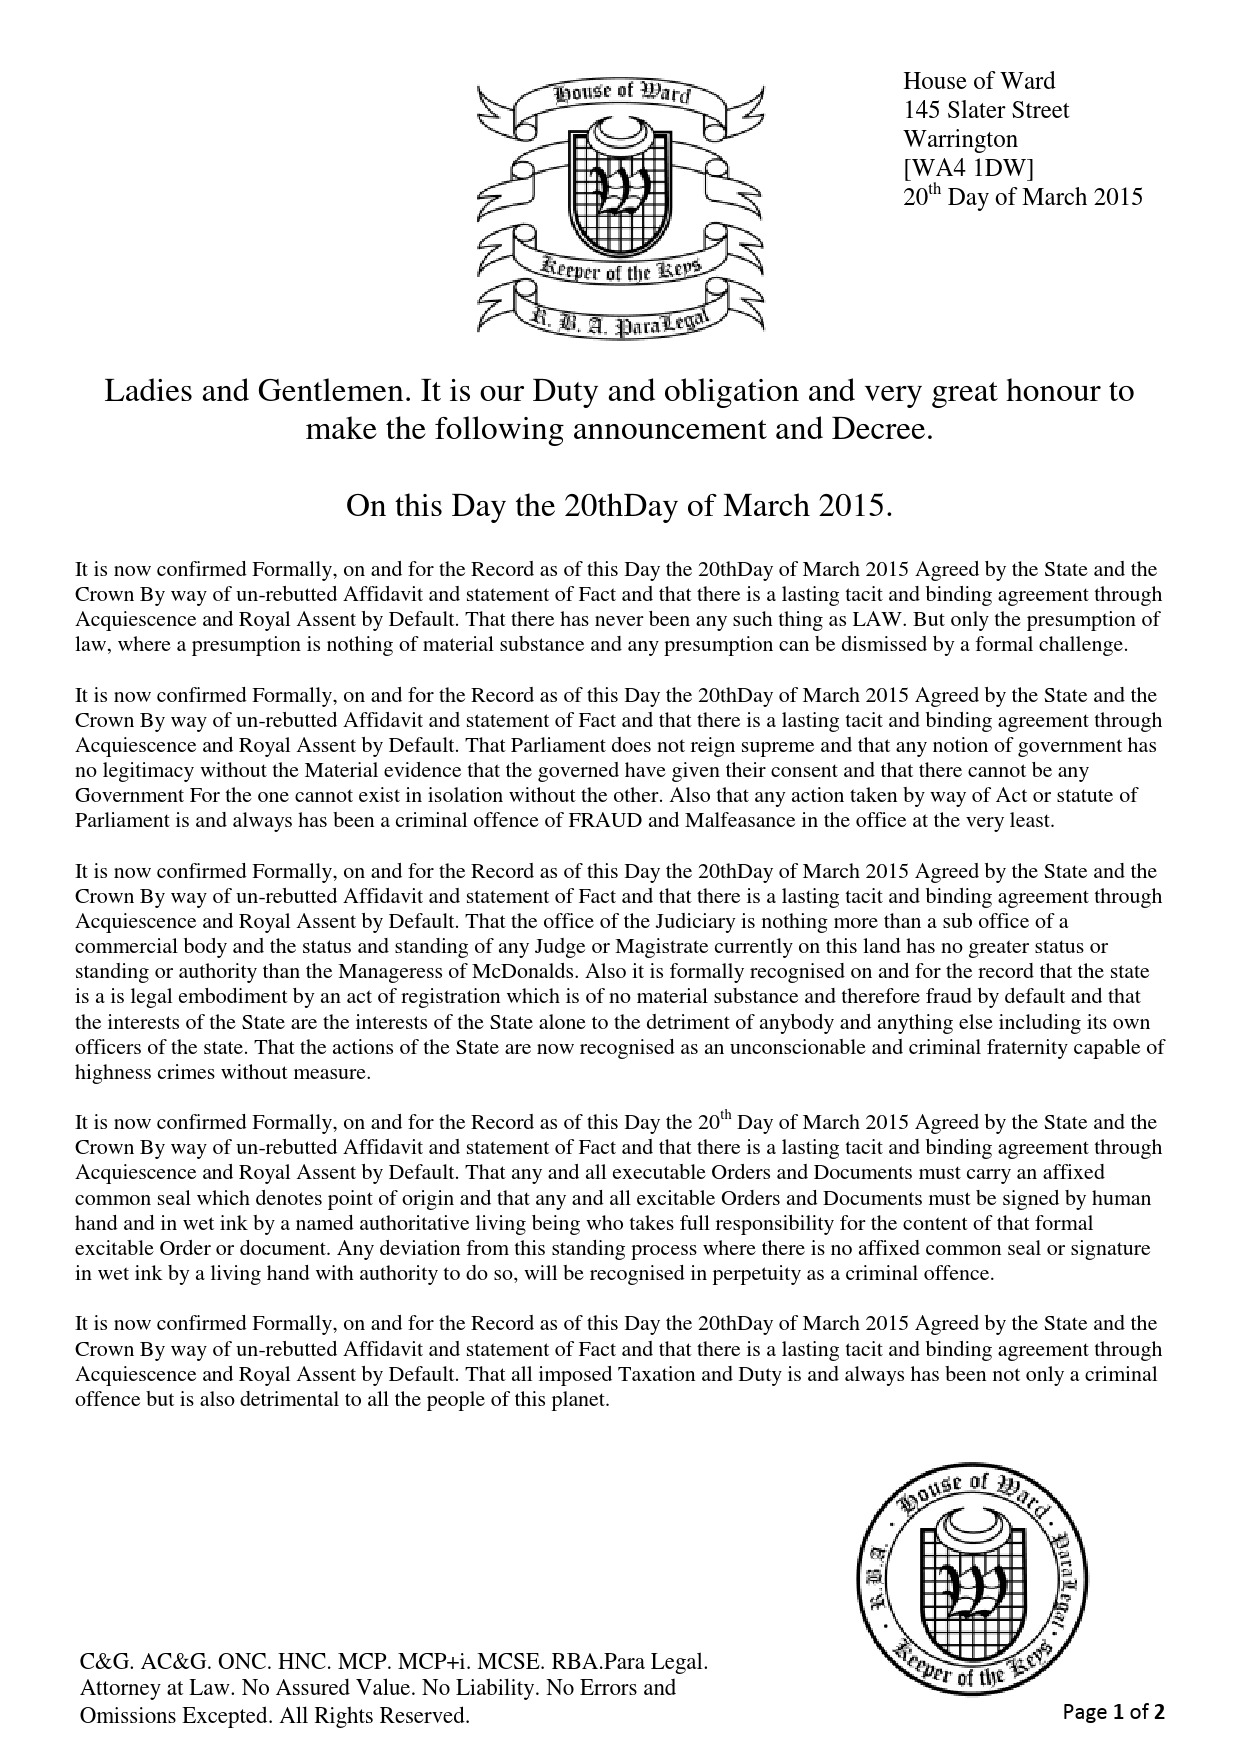 House of Ward
Keeper of the Keys
R. B. A. ParaLegal
House of Ward
145 Slater Street
Warrington
[WA4 1DW]
20th Day of March 2015
Ladies and Gentlemen. It is our Duty and obligation and very great honour to
make the following announcement and Decree.
On this Day the 20thDay of March 2015.
It is now confirmed Formally, on and for the Record as of this Day the 20thDay of March 2015 Agreed by the State and the
Crown By way of un-rebutted Affidavit and statement of Fact and that there is a lasting tacit and binding agreement through
Acquiescence and Royal Assent by Default. That there has never been any such thing as LAW. But only the presumption of
law, where a presumption is nothing of material substance and any presumption can be dismissed by a formal challenge.
It is now confirmed Formally, on and for the Record as of this Day the 20thDay of March 2015 Agreed by the State and the
Crown By way of un-rebutted Affidavit and statement of Fact and that there is a lasting tacit and binding agreement through
Acquiescence and Royal Assent by Default. That Parliament does not reign supreme and that any notion of government has
no legitimacy without the Material evidence that the governed have given their consent and that there cannot be any
Government For the one cannot exist in isolation without the other. Also that any action taken by way of Act or statute of
Parliament is and always has been a criminal offence of FRAUD and Malfeasance in the office at the very least.
It is now confirmed Formally, on and for the Record as of this Day the 20thDay of March 2015 Agreed by the State and the
Crown By way of un-rebutted Affidavit and statement of Fact and that there is a lasting tacit and binding agreement through
Acquiescence and Royal Assent by Default. That the office of the Judiciary is nothing more than a sub office of a
commercial body and the status and standing of any Judge or Magistrate currently on this land has no greater status or
standing or authority than the Manageress of McDonalds. Also it is formally recognised on and for the record that the state
is a is legal embodiment by an act of registration which is of no material substance and therefore fraud by default and that
the interests of the State are the interests of the State alone to the detriment of anybody and anything else including its own
officers of the state. That the actions of the State are now recognised as an unconscionable and criminal fraternity capable of
highness crimes without measure.
It is now confirmed Formally, on and for the Record as of this Day the 20th Day of March 2015 Agreed by the State and the
Crown By way of un-rebutted Affidavit and statement of Fact and that there is a lasting tacit and binding agreement through
Acquiescence and Royal Assent by Default. That any and all executable Orders and Documents must carry an affixed
common seal which denotes point of origin and that any and all excitable Orders and Documents must be signed by human
hand and in wet ink by a named authoritative living being who takes full responsibility for the content of that formal
excitable Order or document. Any deviation from this standing process where there is no affixed common seal or signature
in wet ink by a living hand with authority to do so, will be recognised in perpetuity as a criminal offence.
It is now confirmed Formally, on and for the Record as of this Day the 20thDay of March 2015 Agreed by the State and the
Crown By way of un-rebutted Affidavit and statement of Fact and that there is a lasting tacit and binding agreement through
Acquiescence and Royal Assent by Default. That all imposed Taxation and Duty is and always has been not only a criminal
offence but is also detrimental to all the people of this planet.
· House of Ward · ParaLegal · Keeper of the Keys · R.B.A.
W
C&G. AC&G. ONC. HNC. MCP. MCP+i. MCSE. RBA.Para Legal.
Attorney at Law. No Assured Value. No Liability. No Errors and
Omissions Excepted. All Rights Reserved.
Page 1 of 2